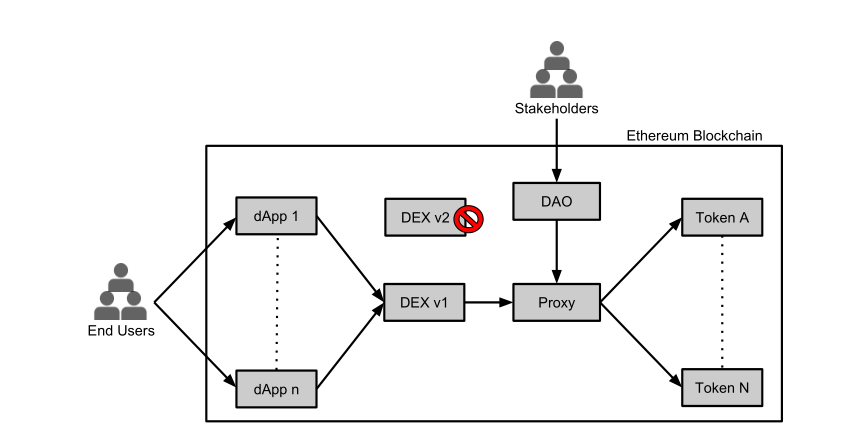 Stakeholders
Ethereum Blockchain
dApp 1
DEX v2
DAO
Token A
End Users
DEX v1
Proxy
dApp n
Token N